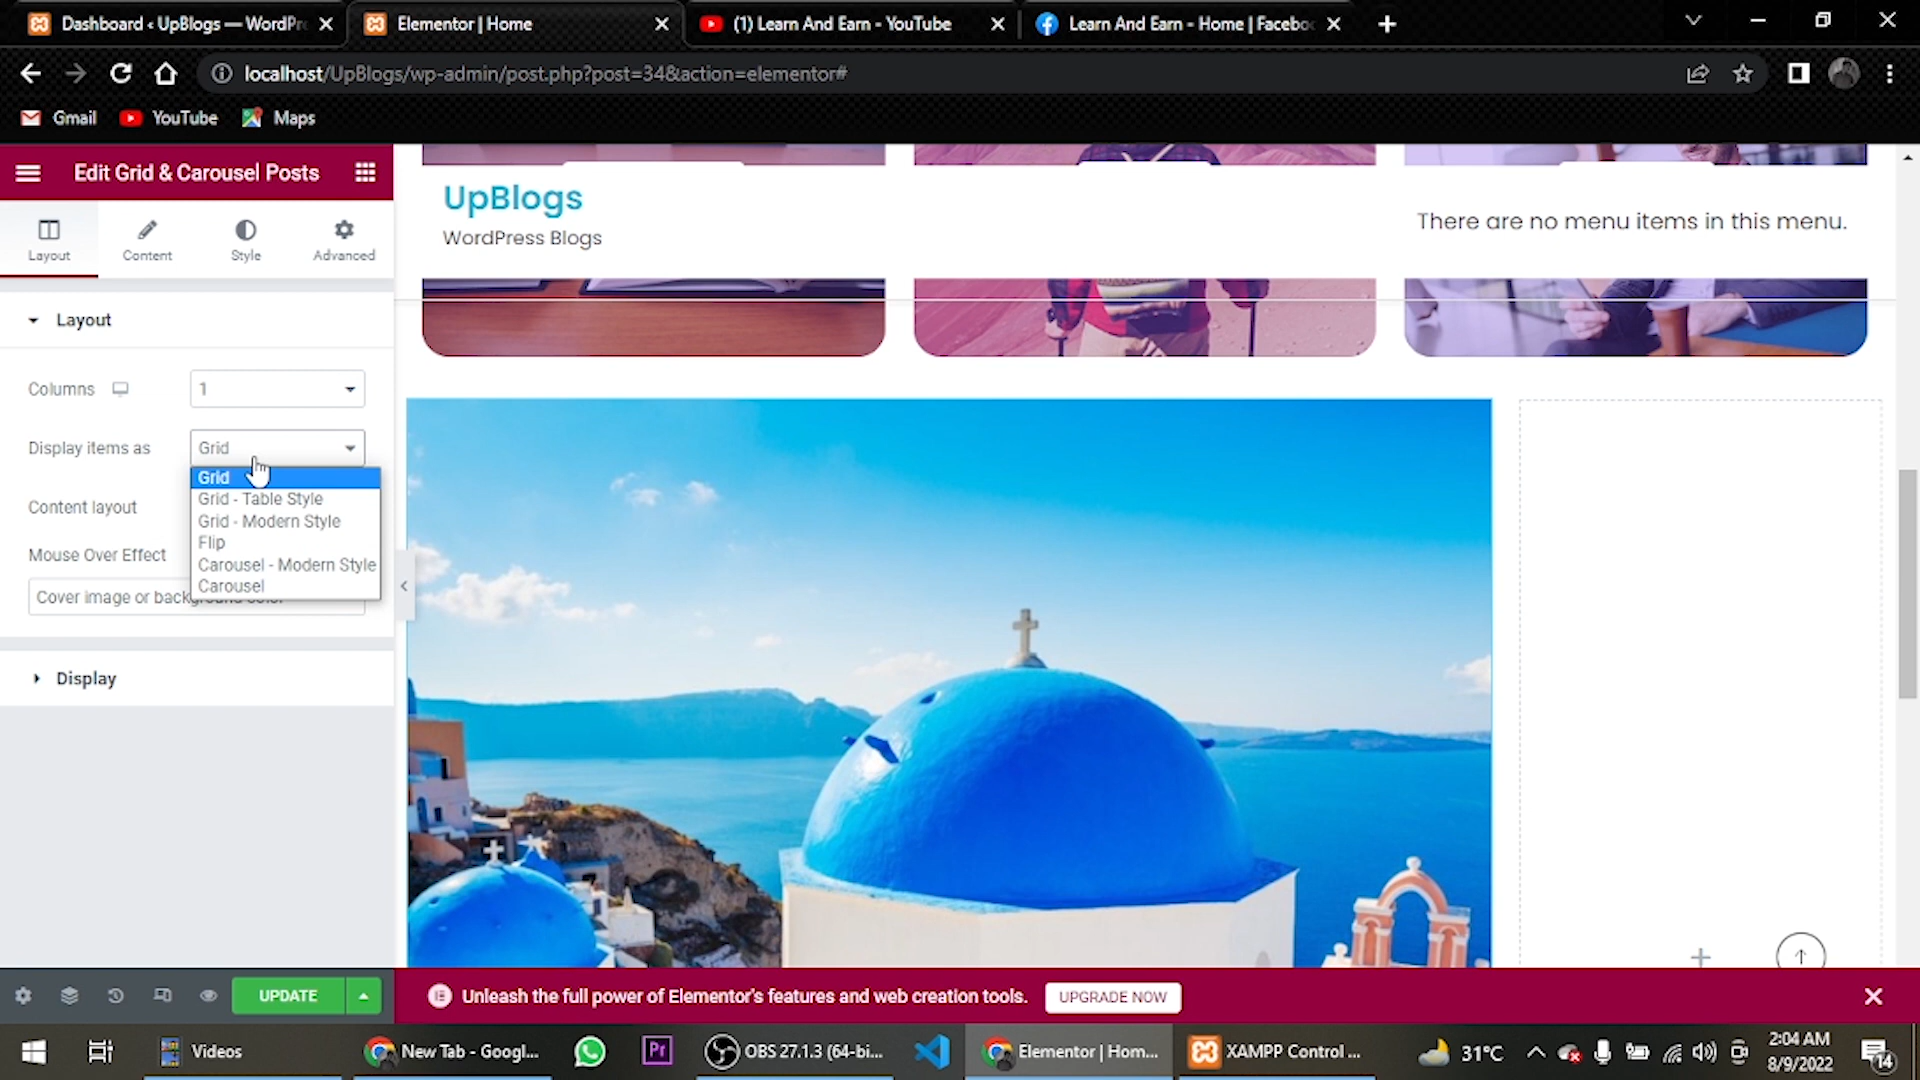 Dashboard ‹ UpBlogs — WordPr
Elementor | Home
(1) Learn And Earn - YouTube
Learn And Earn - Home | Facebo
localhost/UpBlogs/wp-admin/post.php?post=34&action=elementor#
Gmail
YouTube
Maps
Edit Grid & Carousel Posts
Layout
Content
Style
Advanced
Layout
Columns
1
Display items as
Grid
Grid
Grid - Table Style
Grid - Modern Style
Flip
Carousel - Modern Style
Carousel
Content layout
Mouse Over Effect
Cover image or background color
Display
UpBlogs
WordPress Blogs
There are no menu items in this menu.
UPDATE
Unleash the full power of Elementor's features and web creation tools.
UPGRADE NOW
Videos
New Tab - Googl...
Pr
OBS 27.1.3 (64-bi...
Elementor | Hom...
XAMPP Control ...
31°C
2:04 AM
8/9/2022
14